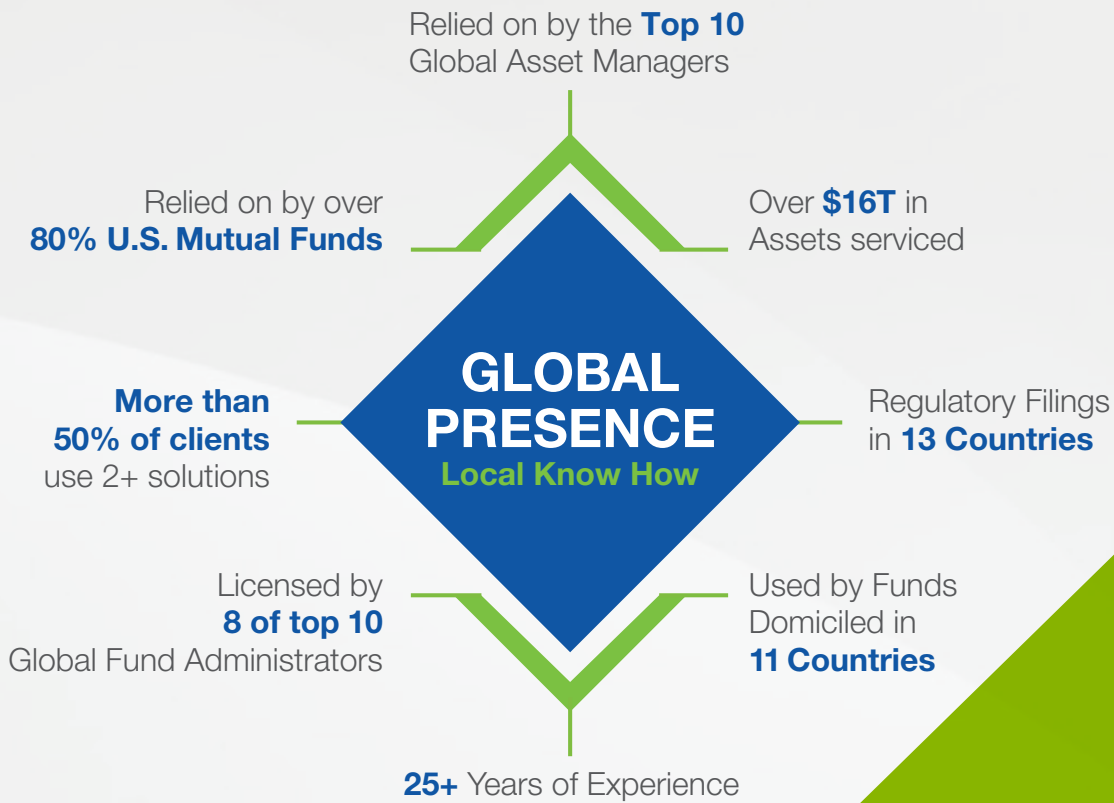 Relied on by the Top 10
Global Asset Managers
Relied on by over
80% U.S. Mutual Funds
Over $16T in
Assets serviced
GLOBAL
PRESENCE
Local Know How
More than
50% of clients
use 2+ solutions
Regulatory Filings
in 13 Countries
Licensed by
8 of top 10
Global Fund Administrators
Used by Funds
Domiciled in
11 Countries
25+ Years of Experience